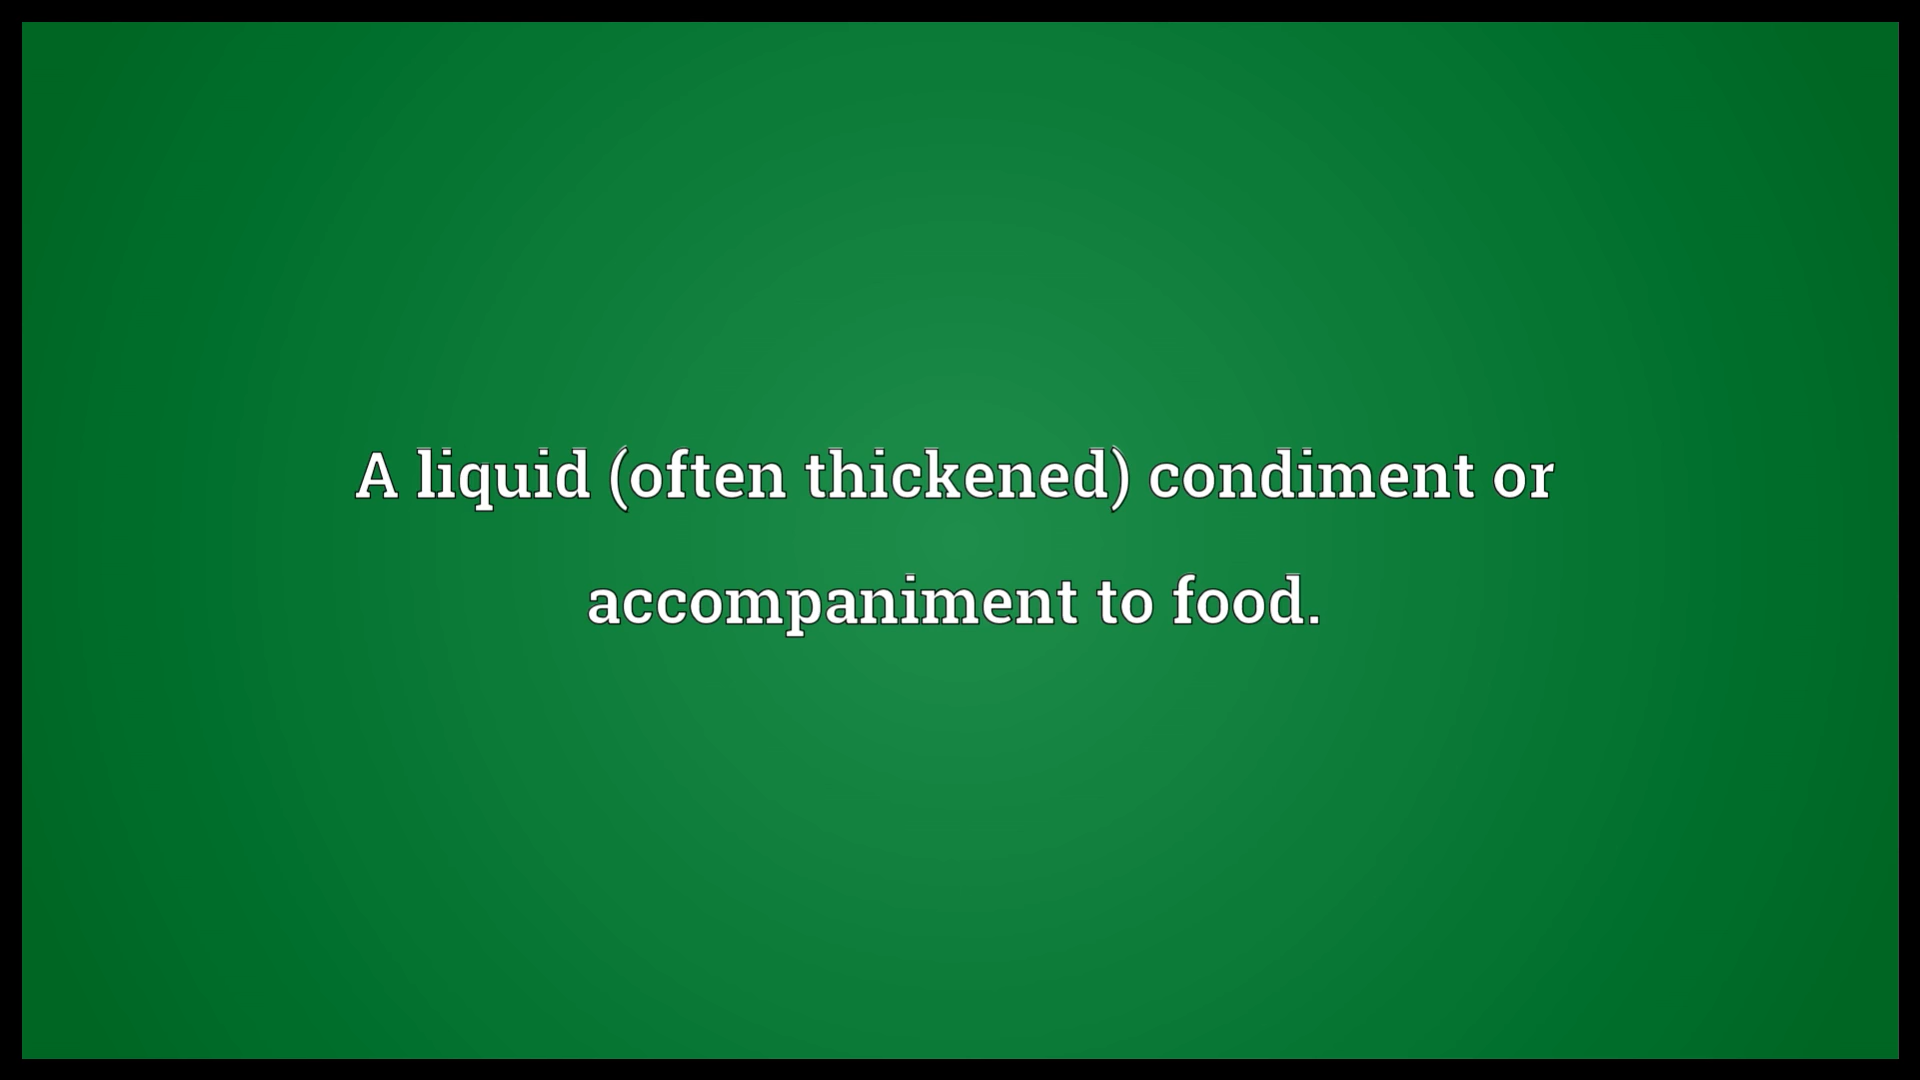 A liquid (often thickened) condiment or
accompaniment to food.